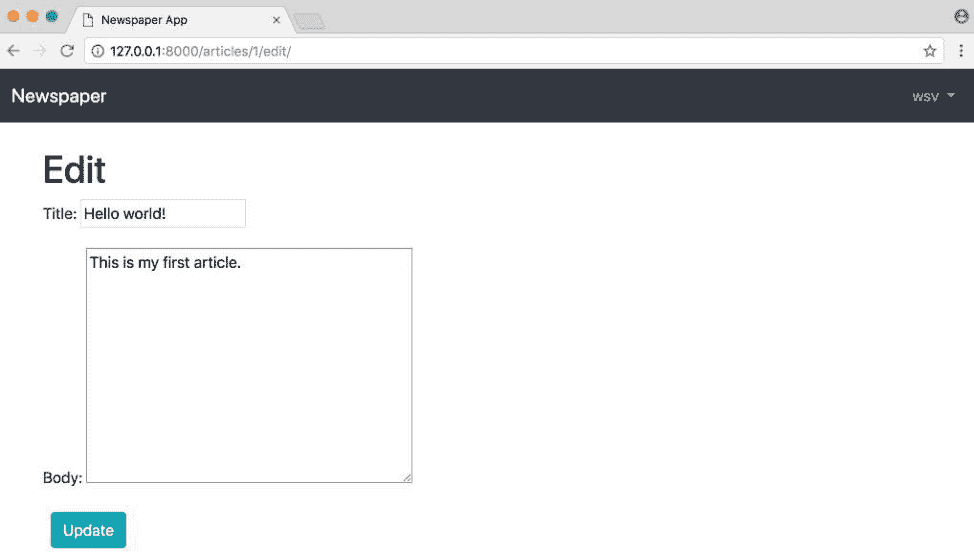 Newspaper App
127.0.0.1:8000/articles/1/edit/
Newspaper
wsv
Edit
Title: Hello world!
This is my first article.
Body:
Update